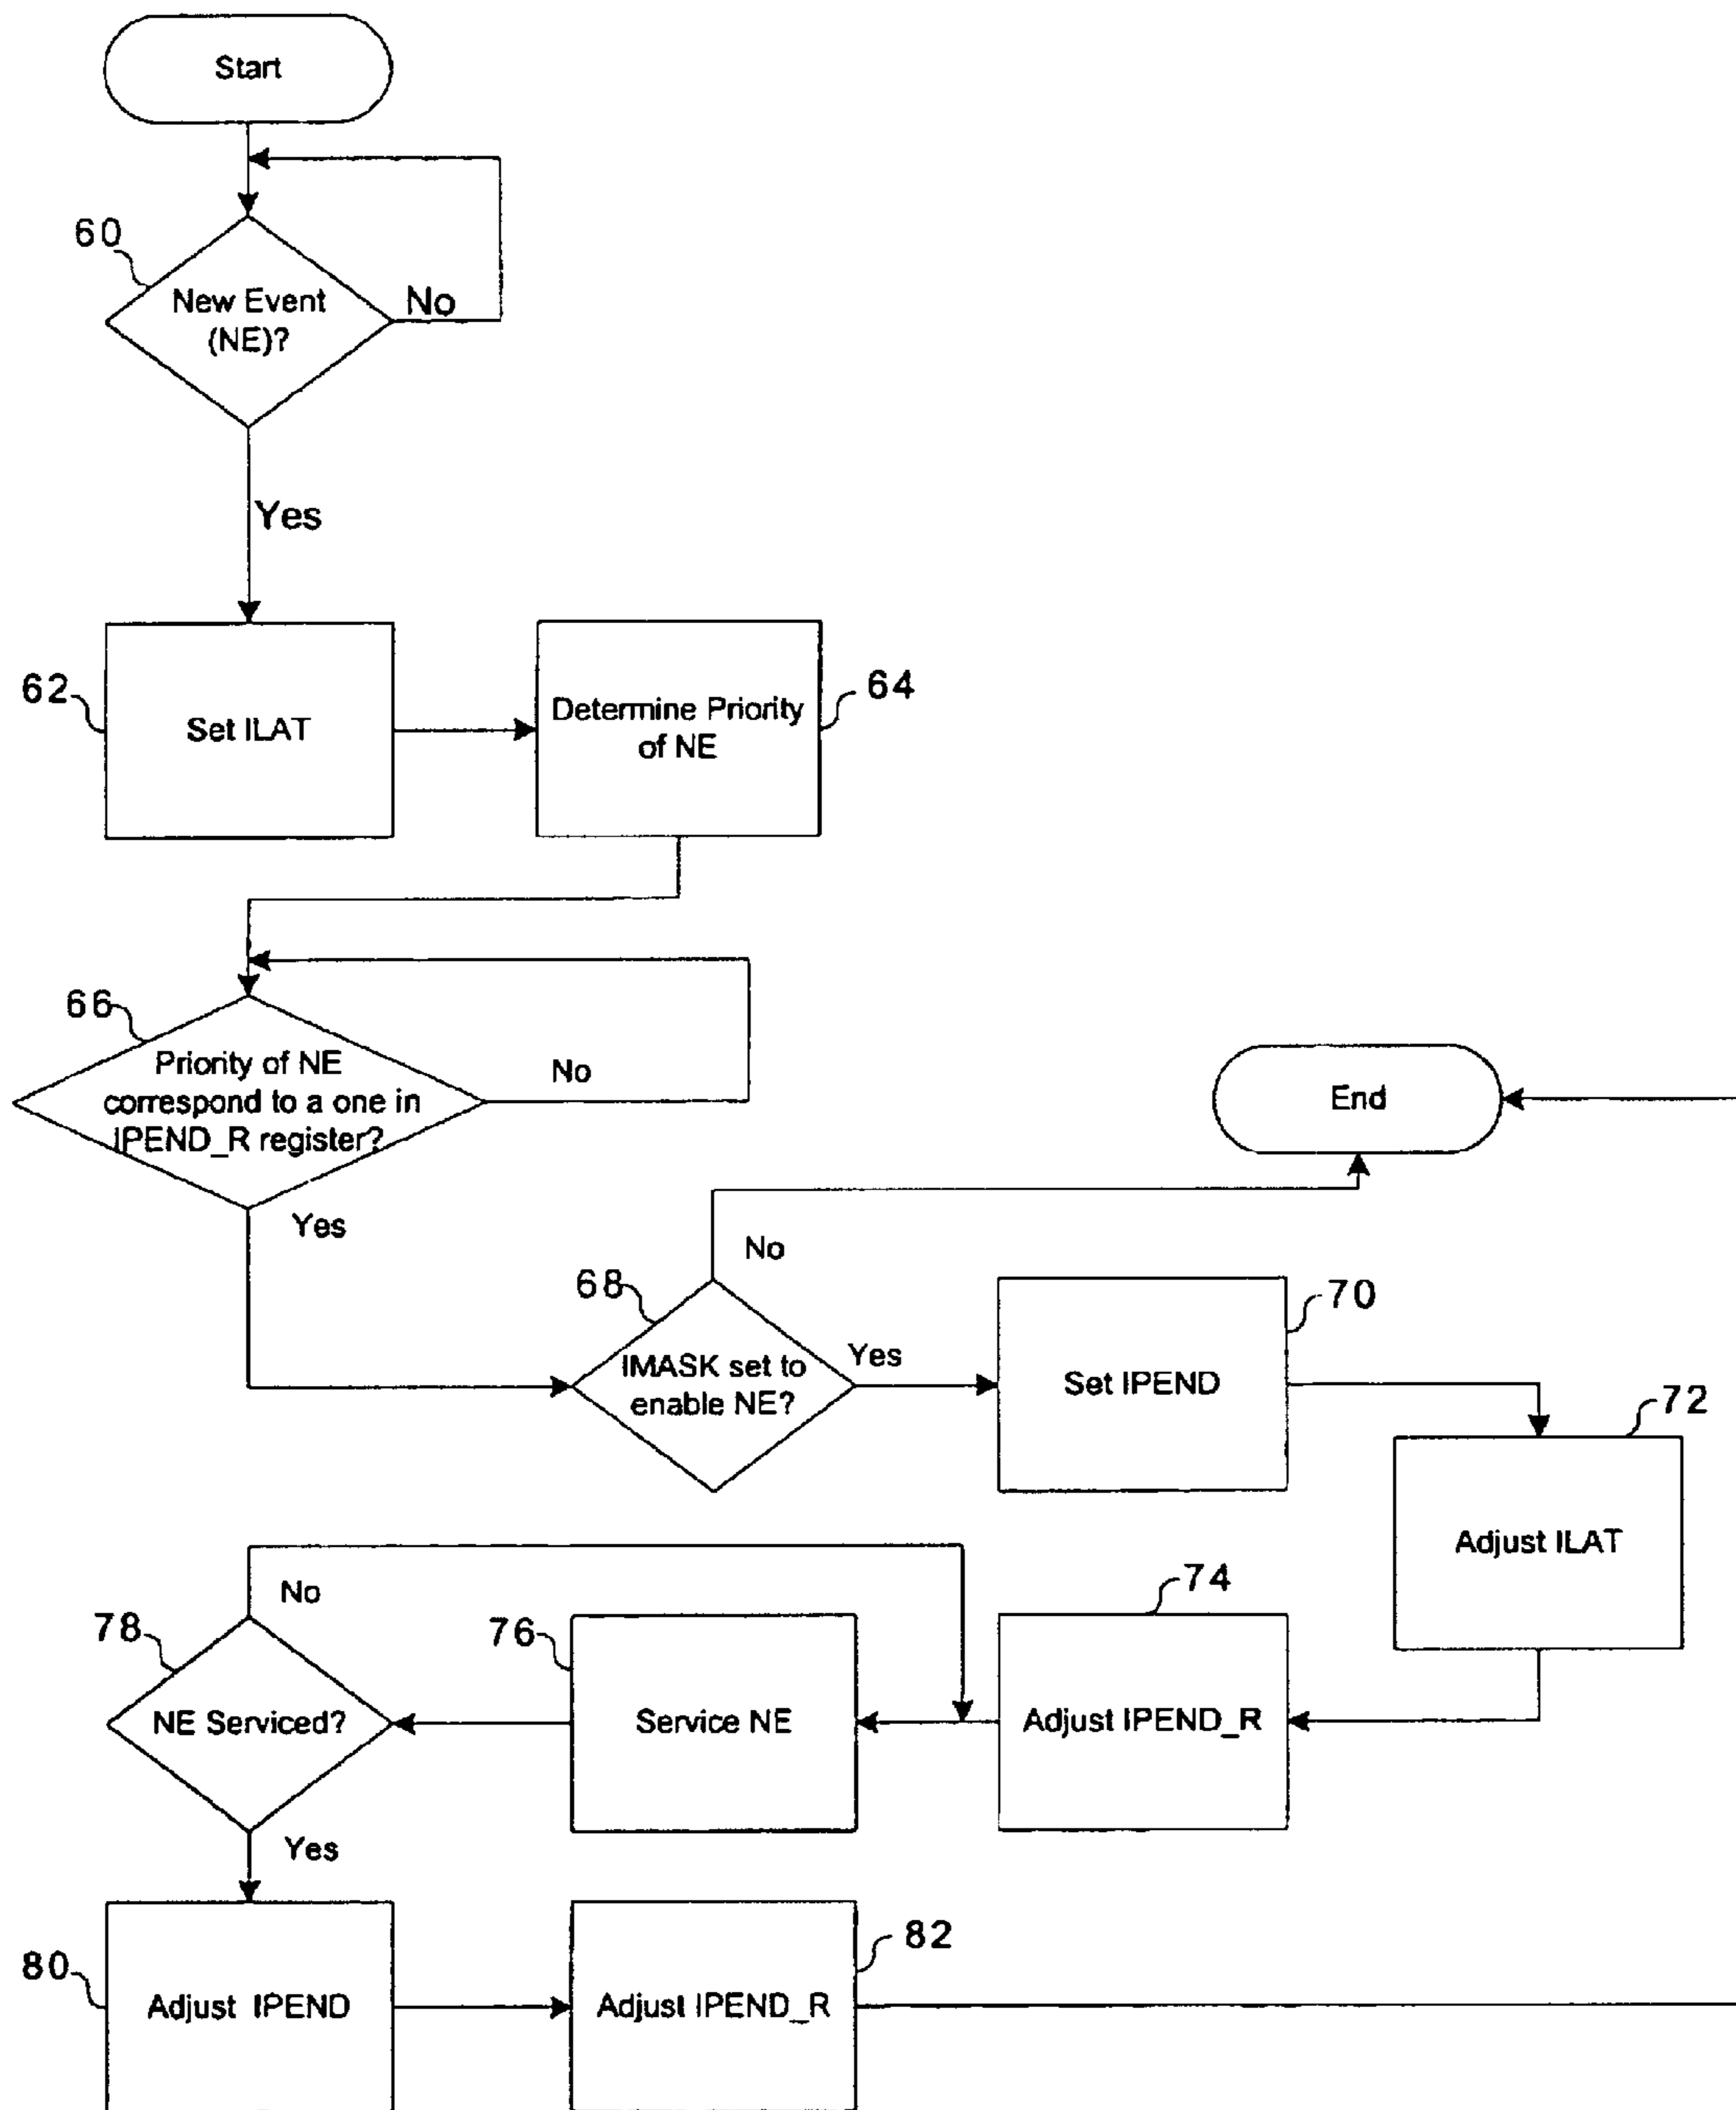 Start
60
New Event
(NE)?
No
Yes
62
Set ILAT
Determine Priority
of NE
64
66
Priority of NE
correspond to a one in
IPEND_R register?
No
Yes
End
68
No
IMASK set to
enable NE?
Yes
Set IPEND
70
72
Adjust ILAT
No
78
NE Serviced?
76
Service NE
74
Adjust IPEND_R
Yes
80
Adjust IPEND
Adjust IPEND_R
82